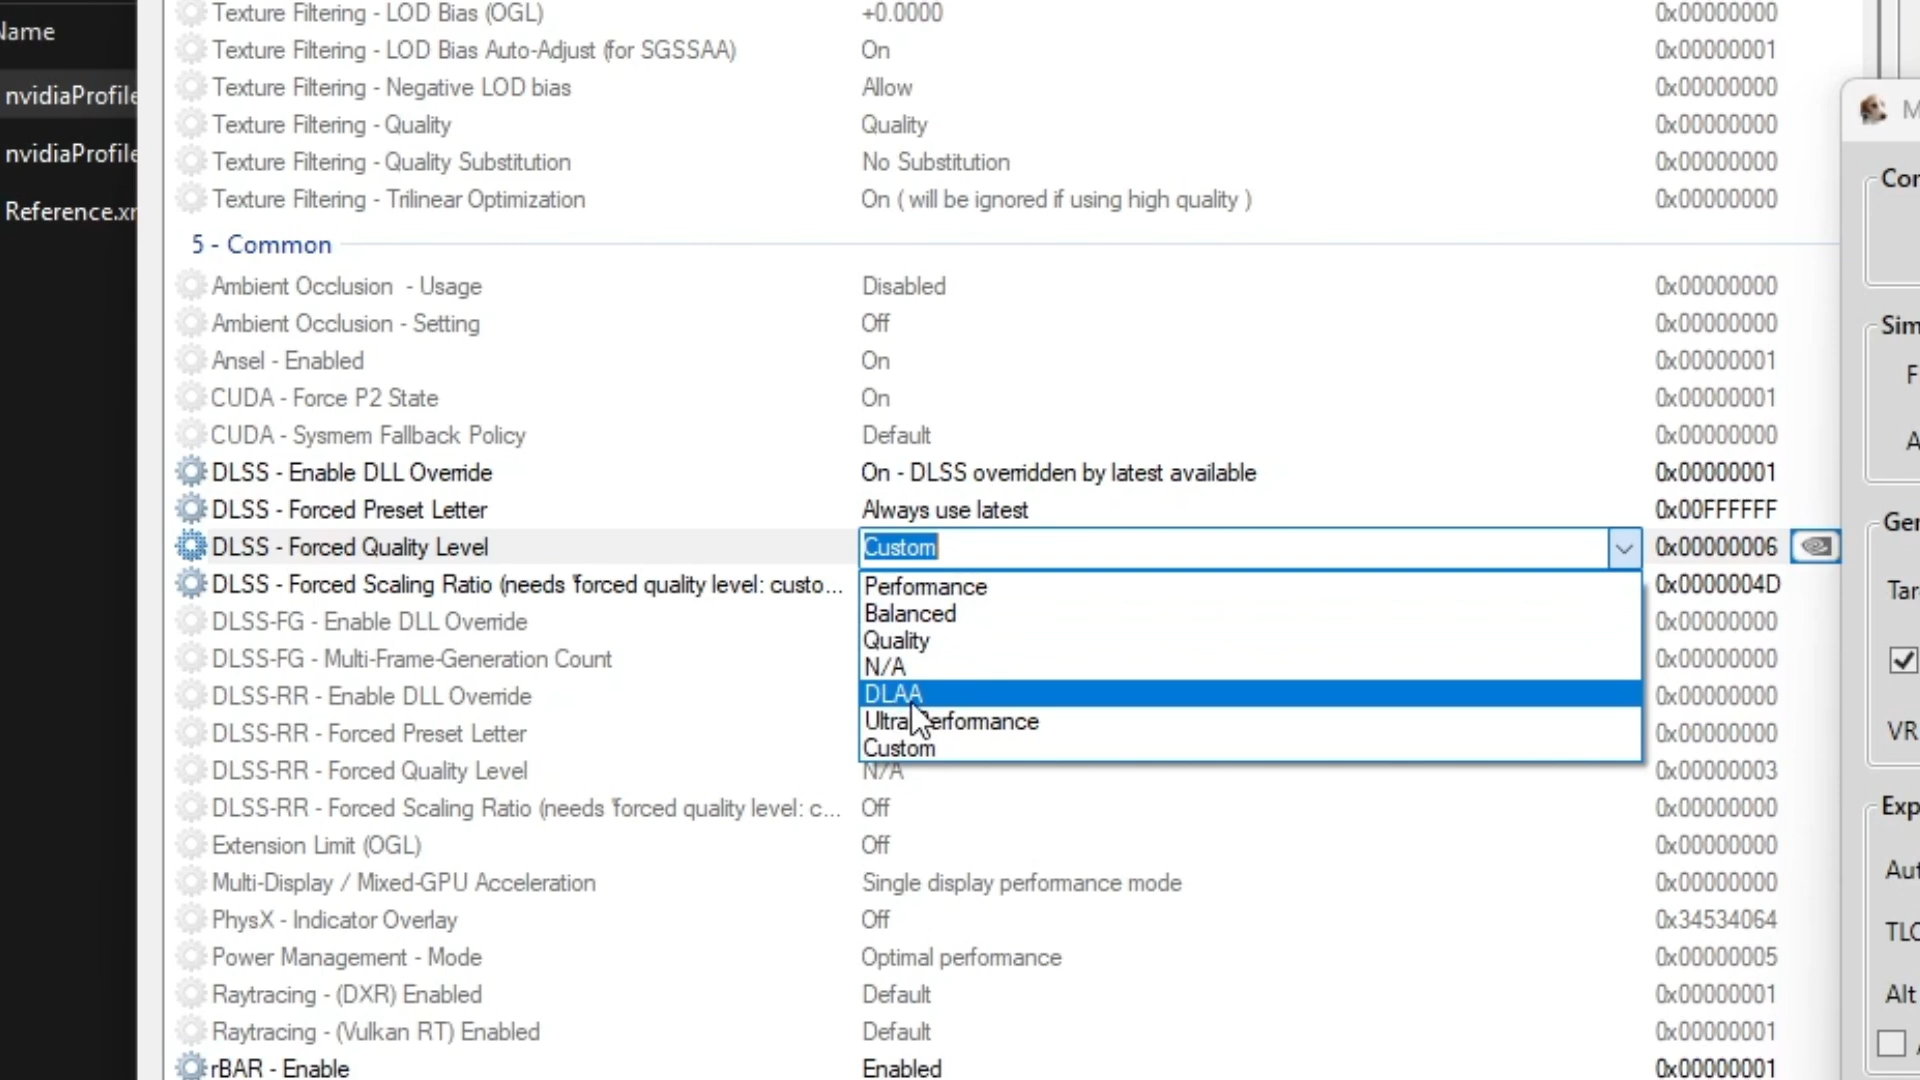 Name
nvidiaProfile
nvidiaProfile
Reference.xr
Texture Filtering - LOD Bias (OGL) +0.0000 0x00000000
Texture Filtering - LOD Bias Auto-Adjust (for SGSSAA) On 0x00000001
Texture Filtering - Negative LOD bias Allow 0x00000000
Texture Filtering - Quality Quality 0x00000000
Texture Filtering - Quality Substitution No Substitution 0x00000000
Texture Filtering - Trilinear Optimization On ( will be ignored if using high quality ) 0x00000000
5 - Common
Ambient Occlusion - Usage Disabled 0x00000000
Ambient Occlusion - Setting Off 0x00000000
Ansel - Enabled On 0x00000001
CUDA - Force P2 State On 0x00000001
CUDA - Sysmem Fallback Policy Default 0x00000000
DLSS - Enable DLL Override On - DLSS overridden by latest available 0x00000001
DLSS - Forced Preset Letter Always use latest 0x00FFFFFF
DLSS - Forced Quality Level Custom 0x00000006
DLSS - Forced Scaling Ratio (needs 'forced quality level: custo... 0x0000004D
Performance
Balanced
Quality
N/A
DLAA
Ultra Performance
Custom
DLSS-FG - Enable DLL Override 0x00000000
DLSS-FG - Multi-Frame-Generation Count 0x00000000
DLSS-RR - Enable DLL Override 0x00000000
DLSS-RR - Forced Preset Letter 0x00000000
DLSS-RR - Forced Quality Level N/A 0x00000003
DLSS-RR - Forced Scaling Ratio (needs 'forced quality level: c... Off 0x00000000
Extension Limit (OGL) Off 0x00000000
Multi-Display / Mixed-GPU Acceleration Single display performance mode 0x00000000
PhysX - Indicator Overlay Off 0x34534064
Power Management - Mode Optimal performance 0x00000005
Raytracing - (DXR) Enabled Default 0x00000001
Raytracing - (Vulkan RT) Enabled Default 0x00000001
rBAR - Enable Enabled 0x00000001
M
Cor
Sim
F
A
Ger
Tar
VR
Exp
Aut
TLC
Alt